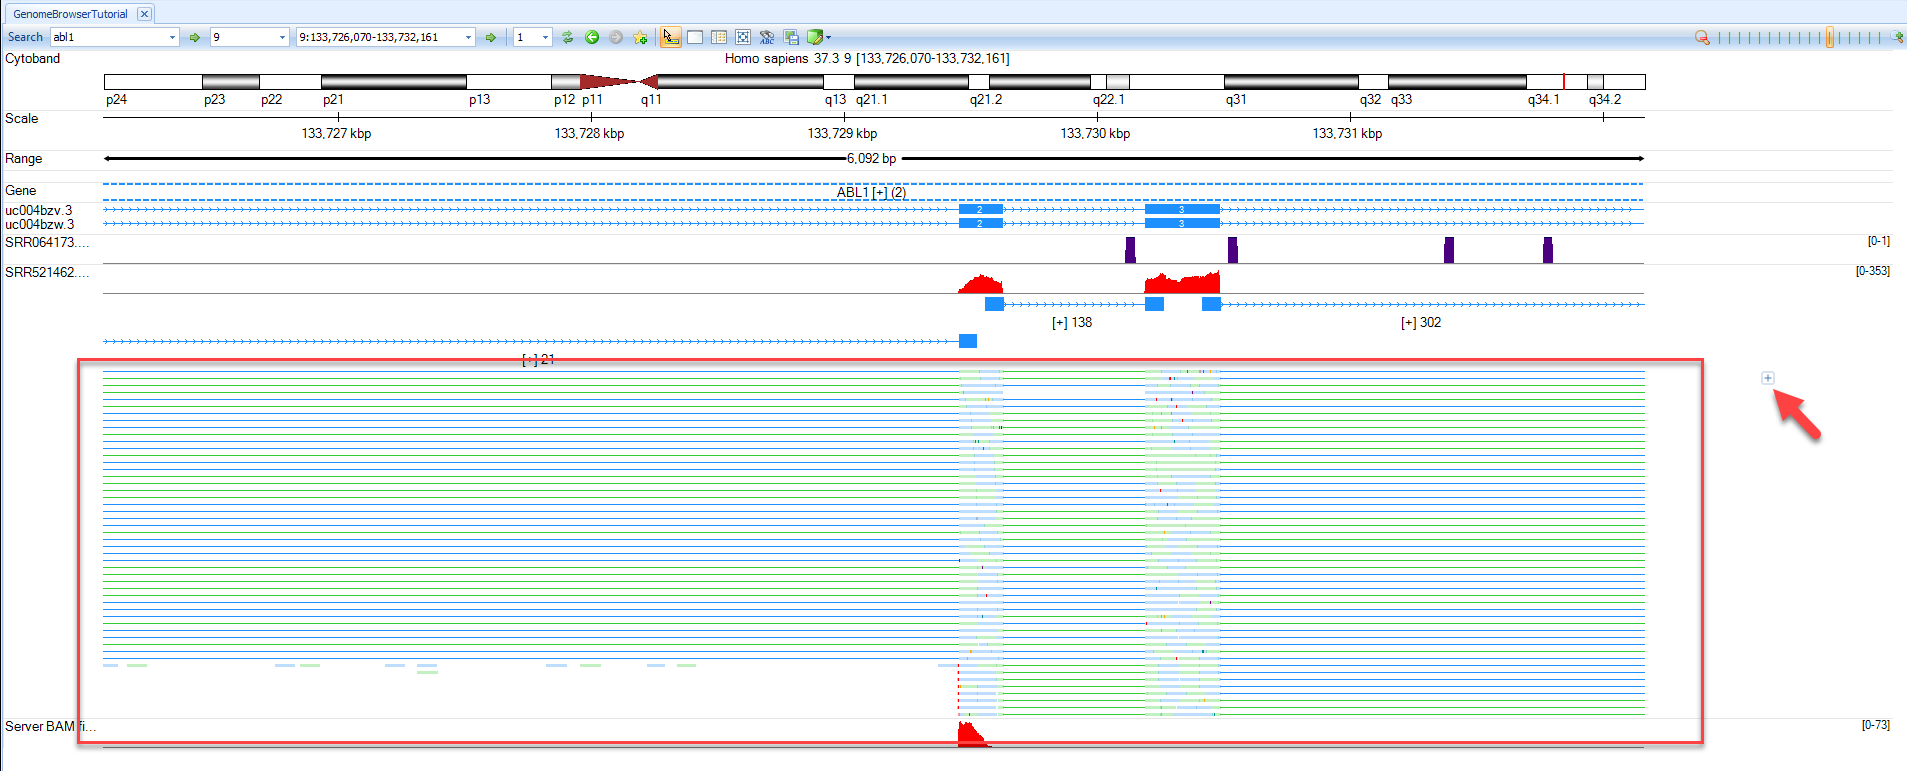 GenomeBrowserTutorial
Search abl1 9 9:133,726,070-133,732,161 1
ABC
Cytoband Homo sapiens 37.3 9 [133,726,070-133,732,161]
p24 p23 p22 p21 p13 p12 p11 q11 q13 q21.1 q21.2 q22.1 q31 q32 q33 q34.1 q34.2
Scale
133,727 kbp 133,728 kbp 133,729 kbp 133,730 kbp 133,731 kbp
Range 6,092 bp
Gene ABL1 [+] (2)
uc004bzv.3 2 3
uc004bzw.3 2 3
SRR064173.... [0-1]
SRR521462.... [0-353]
[+] 138 [+] 302
[+] 21
Server BAM fi... [0-73]